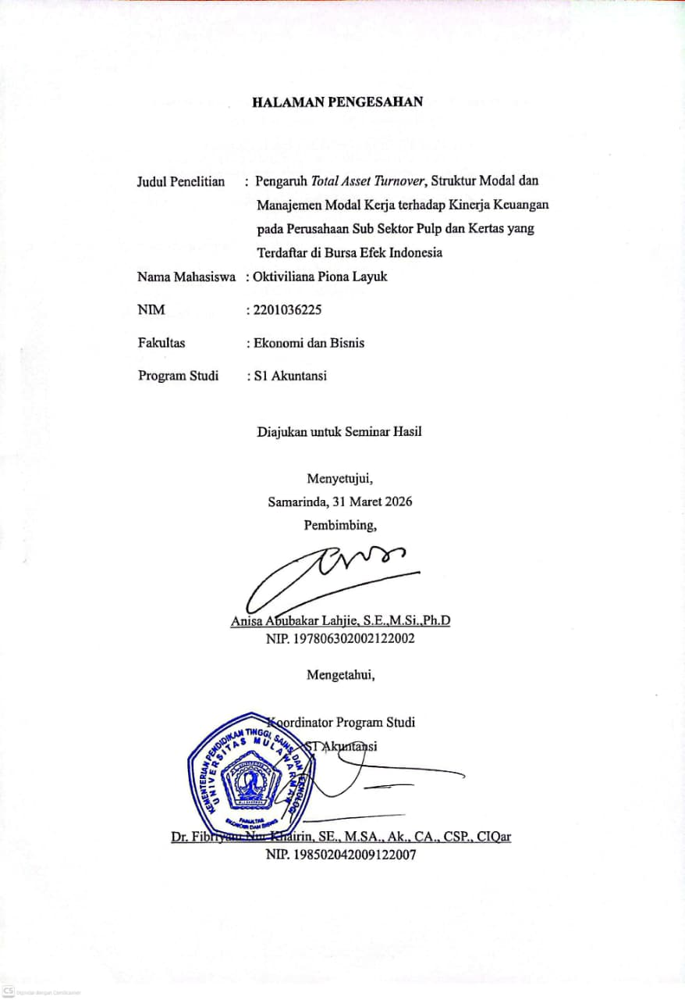 HALAMAN PENGESAHAN
Judul Penelitian : Pengaruh Total Asset Turnover, Struktur Modal dan
Manajemen Modal Kerja terhadap Kinerja Keuangan
pada Perusahaan Sub Sektor Pulp dan Kertas yang
Terdaftar di Bursa Efek Indonesia
Nama Mahasiswa : Oktiviliana Piona Layuk
NIM : 2201036225
Fakultas : Ekonomi dan Bisnis
Program Studi : S1 Akuntansi
Diajukan untuk Seminar Hasil
Menyetujui,
Samarinda, 31 Maret 2026
Pembimbing,
Anisa Abubakar Lahjie, S.E.,M.Si.,Ph.D
NIP. 197806302002122002
Mengetahui,
Koordinator Program Studi
S1 Akuntansi
KEMENTERIAN PENDIDIKAN TINGGI, SAINS, DAN TEKNOLOGI
UNIVERSITAS MULAWARMAN
FAKULTAS
EKONOMI DAN BISNIS
Dr. Fibriyani Nur Khairin, SE., M.SA., Ak., CA., CSP., CIQar
NIP. 198502042009122007
CS Dipindai dengan CamScanner